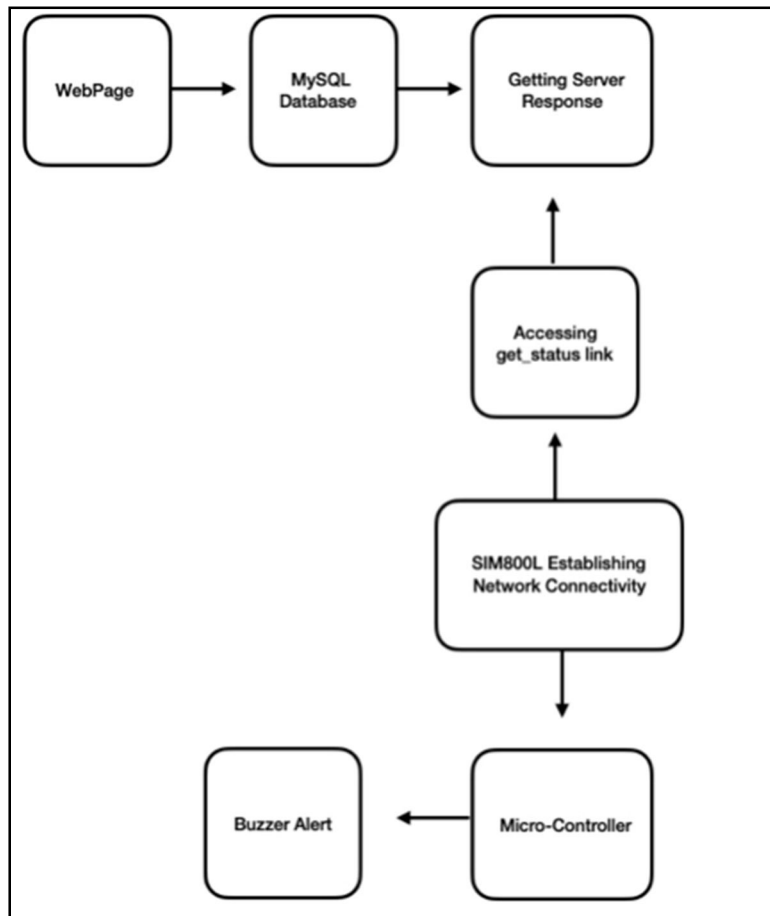 WebPage
MySQL
Database
Getting Server
Response
Accessing
get_status link
SIM800L Establishing
Network Connectivity
Buzzer Alert
Micro-Controller